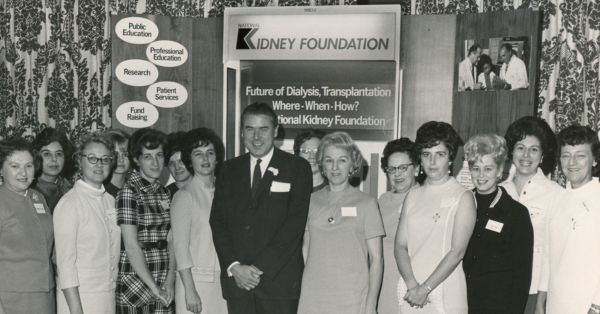 Public
Education
Professional
Education
Research
Patient
Services
Fund
Raising
NATIONAL
KIDNEY FOUNDATION
Future of Dialysis, Transplantation
Where - When - How?
tional Kidney Foundation